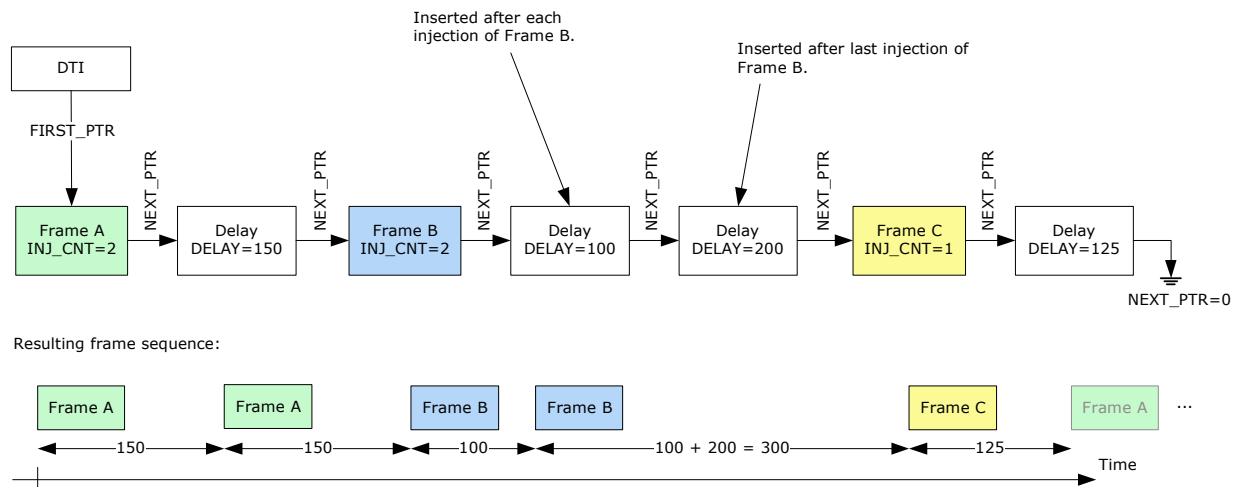 Inserted after each
injection of Frame B.
Inserted after last injection of
Frame B.
DTI
FIRST_PTR
NEXT_PTR
NEXT_PTR
NEXT_PTR
NEXT_PTR
NEXT_PTR
NEXT_PTR
Frame A
INJ_CNT=2
Delay
DELAY=150
Frame B
INJ_CNT=2
Delay
DELAY=100
Delay
DELAY=200
Frame C
INJ_CNT=1
Delay
DELAY=125
NEXT_PTR=0
Resulting frame sequence:
Frame A
Frame A
Frame B
Frame B
Frame C
Frame A
...
150
150
100
100 + 200 = 300
125
Time